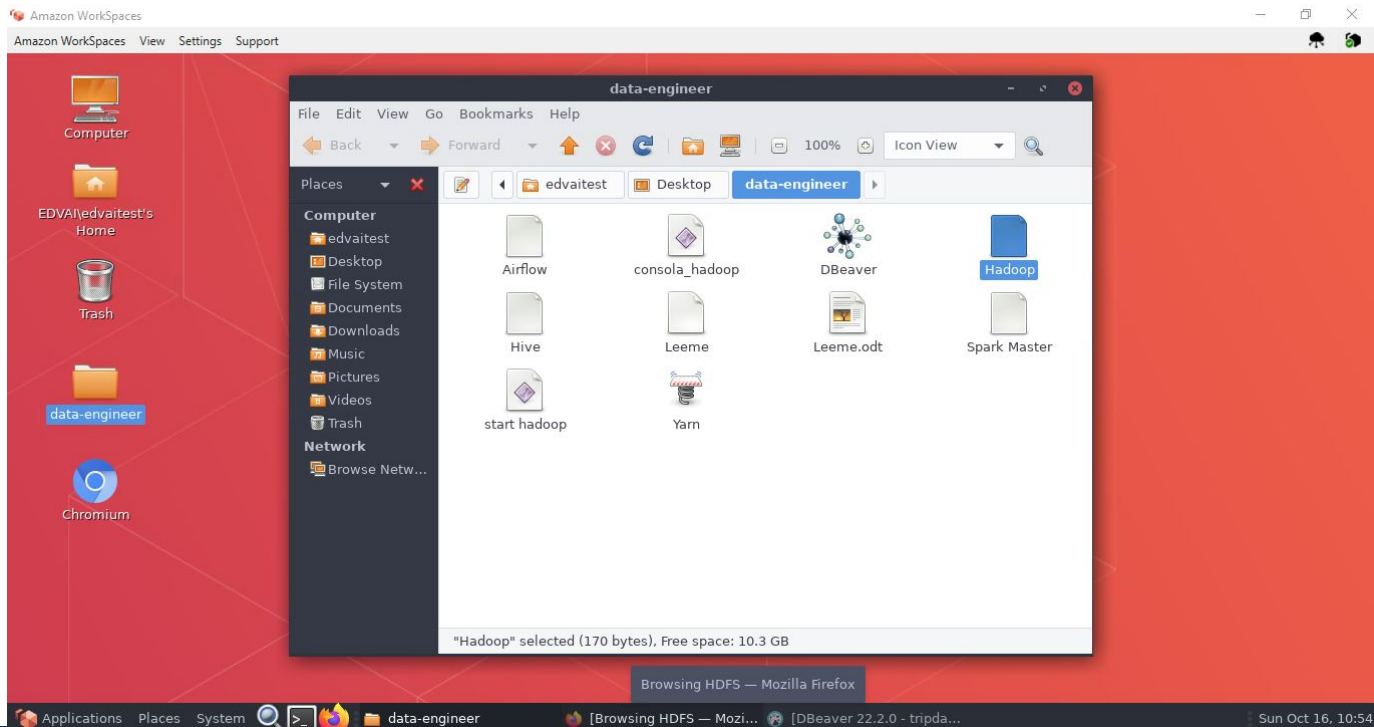 Amazon WorkSpaces
Amazon WorkSpaces View Settings Support
Computer
EDVAI\edvaitest's
Home
Trash
data-engineer
Chromium
data-engineer
File Edit View Go Bookmarks Help
Back Forward 100% Icon View
Places edvaitest Desktop data-engineer
Computer
edvaitest
Desktop
File System
Documents
Downloads
Music
Pictures
Videos
Trash
Network
Browse Netw...
Airflow consola_hadoop DBeaver Hadoop
Hive Leeme Leeme.odt Spark Master
start hadoop Yarn
"Hadoop" selected (170 bytes), Free space: 10.3 GB
Browsing HDFS — Mozilla Firefox
Applications Places System data-engineer [Browsing HDFS — Mozi... [DBeaver 22.2.0 - tripda... Sun Oct 16, 10:54